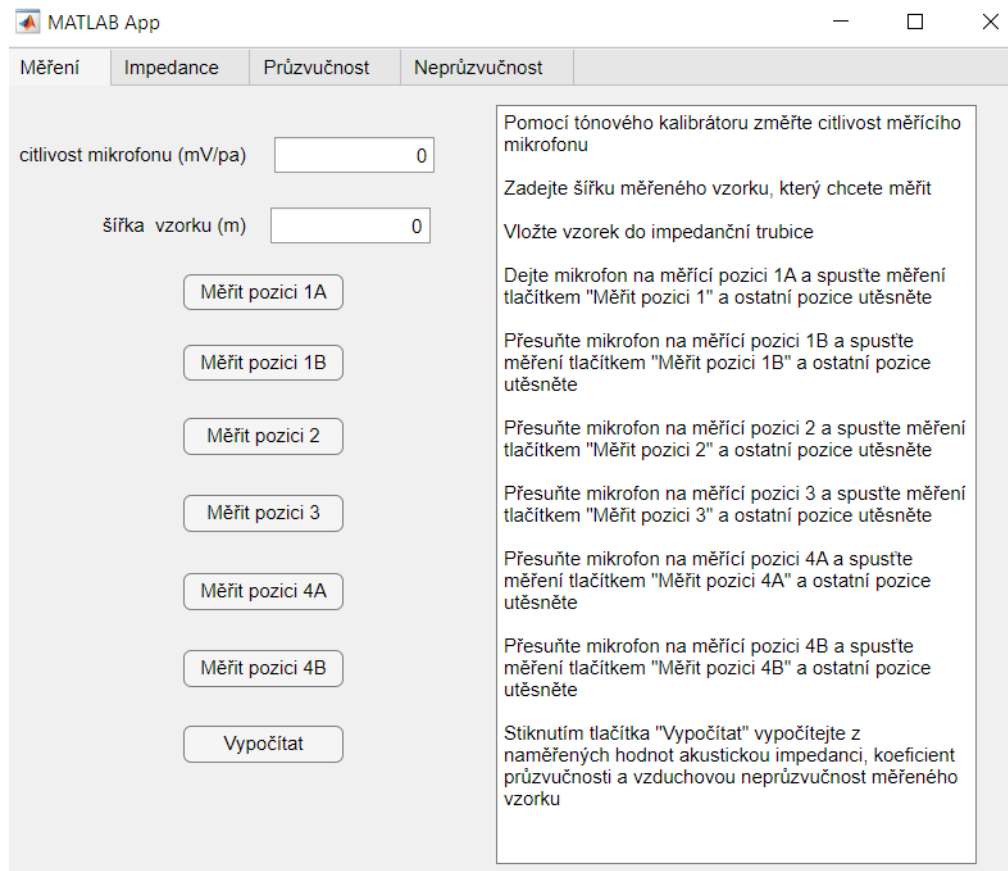 MATLAB App
Měření
Impedance
Průzvučnost
Neprůzvučnost
citlivost mikrofonu (mV/pa)
0
šířka vzorku (m)
0
Měřit pozici 1A
Měřit pozici 1B
Měřit pozici 2
Měřit pozici 3
Měřit pozici 4A
Měřit pozici 4B
Vypočítat
Pomocí tónového kalibrátoru změřte citlivost měřícího
mikrofonu
Zadejte šířku měřeného vzorku, který chcete měřit
Vložte vzorek do impedanční trubice
Dejte mikrofon na měřící pozici 1A a spusťte měření
tlačítkem "Měřit pozici 1" a ostatní pozice utěsněte
Přesuňte mikrofon na měřící pozici 1B a spusťte
měření tlačítkem "Měřit pozici 1B" a ostatní pozice
utěsněte
Přesuňte mikrofon na měřící pozici 2 a spusťte měření
tlačítkem "Měřit pozici 2" a ostatní pozice utěsněte
Přesuňte mikrofon na měřící pozici 3 a spusťte měření
tlačítkem "Měřit pozici 3" a ostatní pozice utěsněte
Přesuňte mikrofon na měřící pozici 4A a spusťte
měření tlačítkem "Měřit pozici 4A" a ostatní pozice
utěsněte
Přesuňte mikrofon na měřící pozici 4B a spusťte
měření tlačítkem "Měřit pozici 4B" a ostatní pozice
utěsněte
Stiknutím tlačítka "Vypočítat" vypočítejte z
naměřených hodnot akustickou impedanci, koeficient
průzvučnosti a vzduchovou neprůzvučnost měřeného
vzorku